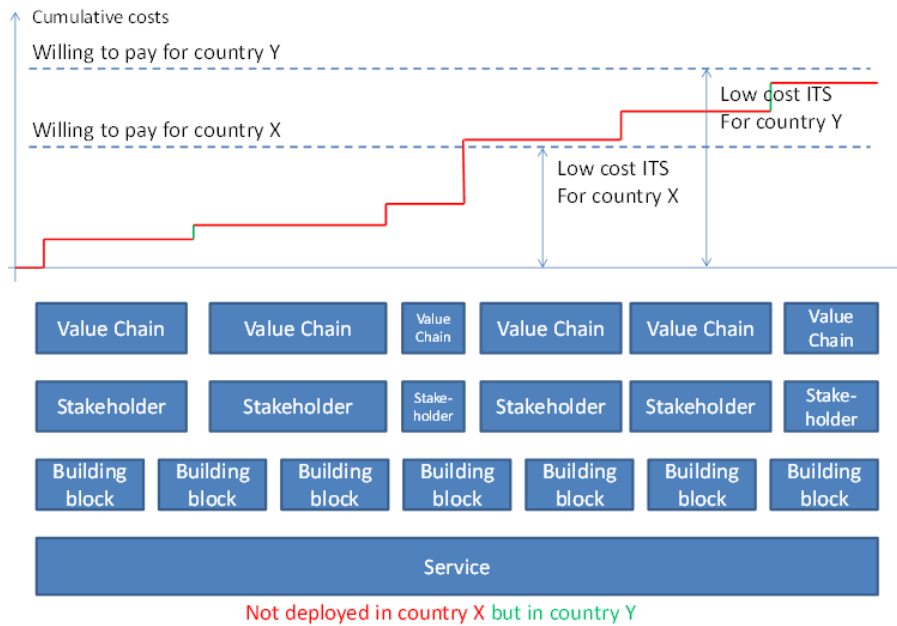 Cumulative costs
Willing to pay for country Y
Low cost ITS
For country Y
Willing to pay for country X
Low cost ITS
For country X
Value Chain
Value Chain
Value
Chain
Value Chain
Value Chain
Value
Chain
Stakeholder
Stakeholder
Stake-
holder
Stakeholder
Stakeholder
Stake-
holder
Building
block
Building
block
Building
block
Building
block
Building
block
Building
block
Building
block
Service
Not deployed in country X but in country Y